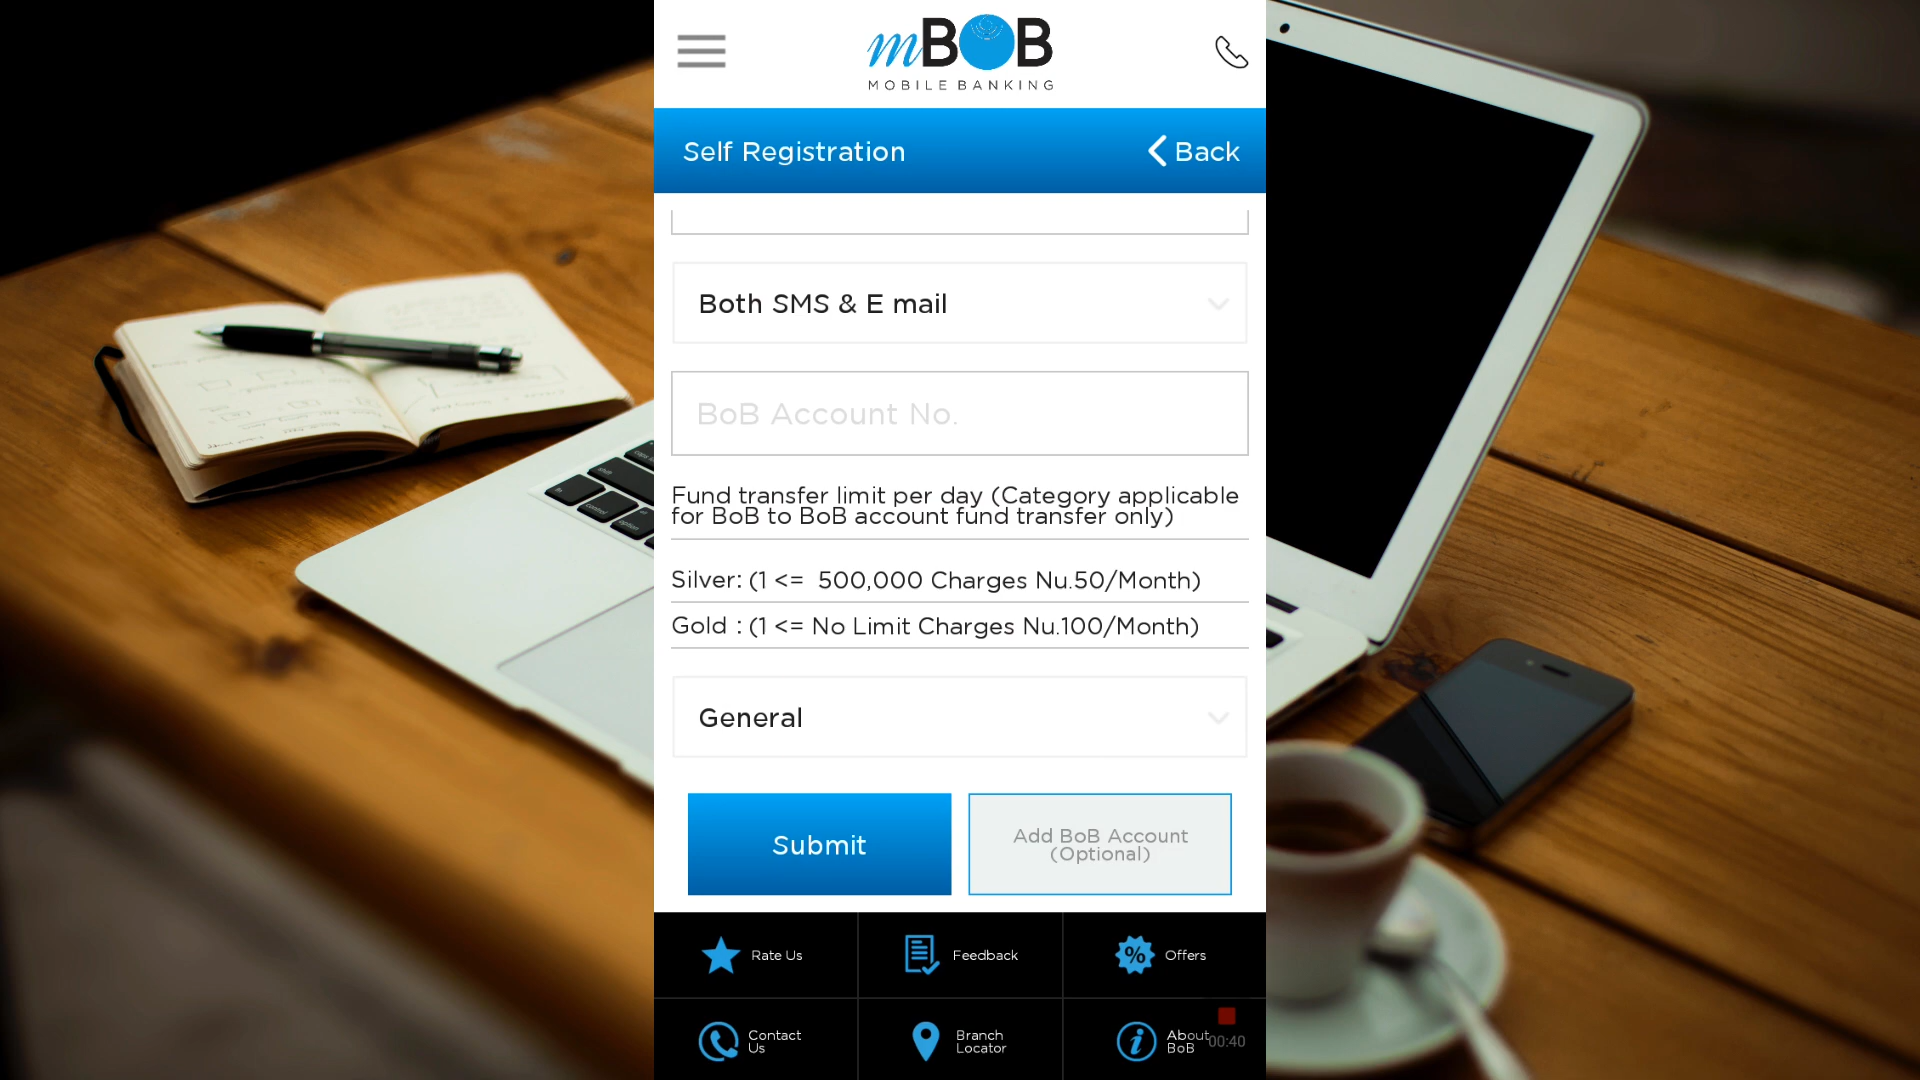 mBOB
MOBILE BANKING
Self Registration
Back
Both SMS & E mail
BoB Account No.
Fund transfer limit per day (Category applicable
for BoB to BoB account fund transfer only)
Silver: (1 <= 500,000 Charges Nu.50/Month)
Gold : (1 <= No Limit Charges Nu.100/Month)
General
Submit
Add BoB Account
(Optional)
Rate Us
Feedback
% Offers
Contact
Us
Branch
Locator
About
BoB
00:40